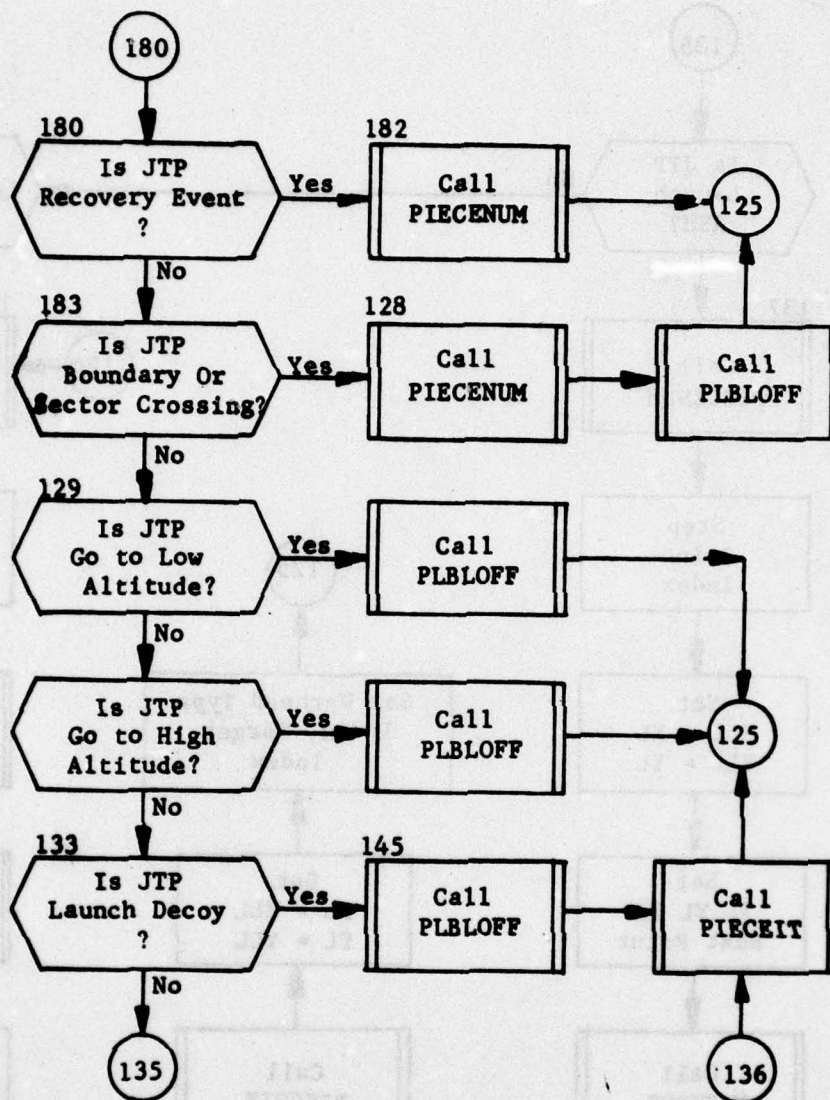 180
180
Is JTP
Recovery Event
?
Yes
182
Call
PIECENUM
125
No
183
Is JTP
Boundary Or
Sector Crossing?
Yes
128
Call
PIECENUM
Call
PLBLOFF
No
129
Is JTP
Go to Low
Altitude?
Yes
Call
PLBLOFF
No
Is JTP
Go to High
Altitude?
Yes
Call
PLBLOFF
125
No
133
Is JTP
Launch Decoy
?
Yes
145
Call
PLBLOFF
Call
PIECEIT
No
135
136